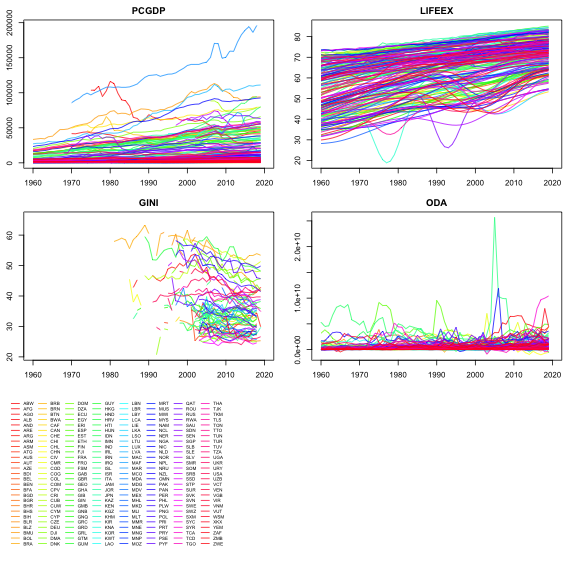 PCGDP
0 50000 100000 150000 200000
1960 1970 1980 1990 2000 2010 2020
LIFEEX
20 30 40 50 60 70 80
1960 1970 1980 1990 2000 2010 2020
GINI
20 30 40 50 60
1960 1970 1980 1990 2000 2010 2020
ODA
0.0e+00 1.0e+10 2.0e+10
1960 1970 1980 1990 2000 2010 2020
ABW BRB DOM GUY LBN MRT QAT THA
AFG BRN DZA HKG LBR MUS ROU TJK
AGO BTN ECU HND LBY MWI RUS TKM
ALB BWA EGY HRV LCA MYS RWA TLS
AND CAF ERI HTI LIE NAM SAU TON
ARE CAN ESP HUN LKA NCL SDN TTO
ARG CHE EST IDN LSO NER SEN TUN
ARM CHI ETH IMN LTU NGA SGP TUR
ASM CHL FIN IND LUX NIC SLB TUV
ATG CHN FJI IRL LVA NLD SLE TZA
AUS CIV FRA IRN MAC NOR SLV UGA
AUT CMR FRO IRQ MAF NPL SMR UKR
AZE COD FSM ISL MAR NRU SOM URY
BDI COG GAB ISR MCO NZL SRB USA
BEL COL GBR ITA MDA OMN SSD UZB
BEN COM GEO JAM MDG PAK STP VCT
BFA CPV GHA JOR MDV PAN SUR VEN
BGD CRI GIB JPN MEX PER SVK VGB
BGR CUB GIN KAZ MHL PHL SVN VIR
BHR CUW GMB KEN MKD PLW SWE VNM
BHS CYM GNB KGZ MLI PNG SWZ VUT
BIH CYP GNQ KHM MLT POL SXM WSM
BLR CZE GRC KIR MMR PRI SYC XKX
BLZ DEU GRD KNA MNE PRT SYR YEM
BMU DJI GRL KOR MNG PRY TCA ZAF
BOL DMA GTM KWT MNP PSE TCD ZMB
BRA DNK GUM LAO MOZ PYF TGO ZWE